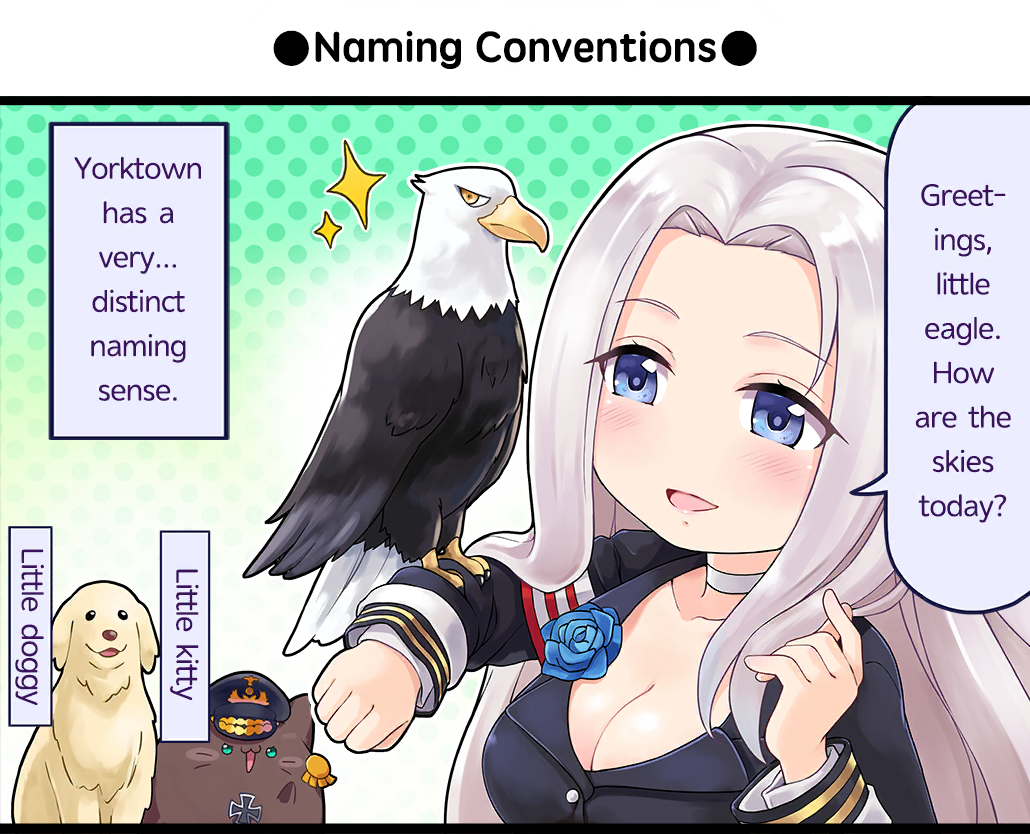 ●Naming Conventions●
Yorktown
has a
very...
distinct
naming
sense.
Greet-
ings,
little
eagle.
How
are the
skies
today?
Little doggy
Little kitty